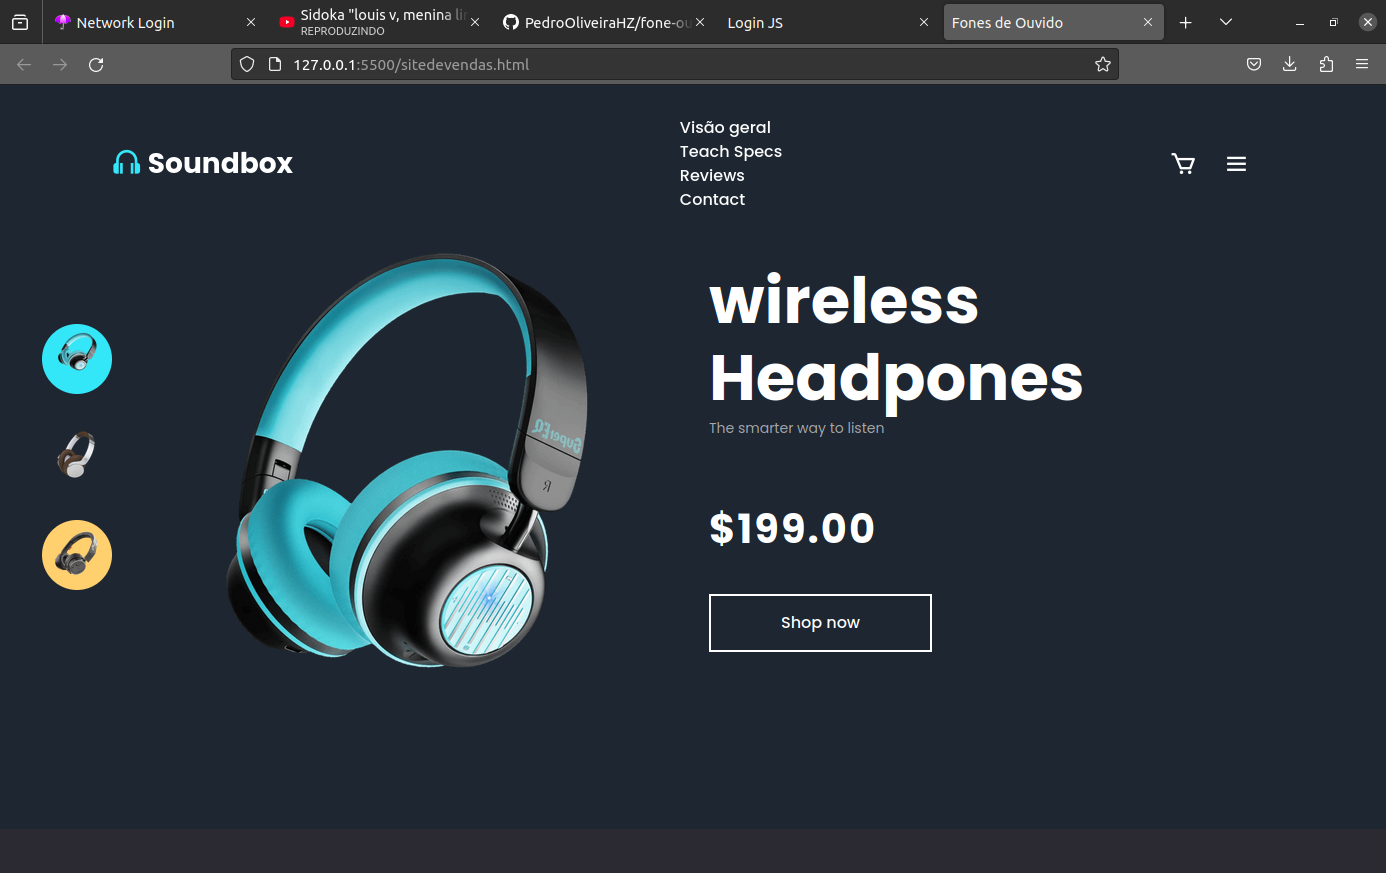 Network Login
Sidoka "louis v, menina li
REPRODUZINDO
PedroOliveiraHZ/fone-ou
Login JS
Fones de Ouvido
127.0.0.1:5500/sitedevendas.html
Soundbox
Visão geral
Teach Specs
Reviews
Contact
wireless
Headpones
The smarter way to listen
$199.00
Shop now
SuperEQ
R